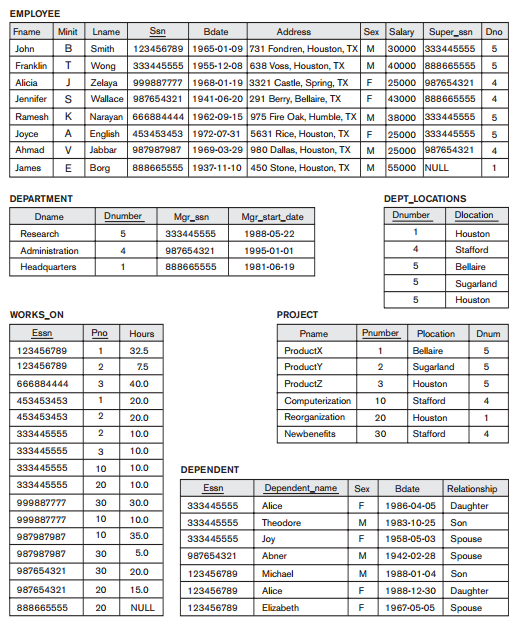 EMPLOYEE
Fname Minit Lname Ssn Bdate Address Sex Salary Super_ssn Dno
John B Smith 123456789 1965-01-09 731 Fondren, Houston, TX M 30000 333445555 5
Franklin T Wong 333445555 1955-12-08 638 Voss, Houston, TX M 40000 888665555 5
Alicia J Zelaya 999887777 1968-01-19 3321 Castle, Spring, TX F 25000 987654321 4
Jennifer S Wallace 987654321 1941-06-20 291 Berry, Bellaire, TX F 43000 888665555 4
Ramesh K Narayan 666884444 1962-09-15 975 Fire Oak, Humble, TX M 38000 333445555 5
Joyce A English 453453453 1972-07-31 5631 Rice, Houston, TX F 25000 333445555 5
Ahmad V Jabbar 987987987 1969-03-29 980 Dallas, Houston, TX M 25000 987654321 4
James E Borg 888665555 1937-11-10 450 Stone, Houston, TX M 55000 NULL 1
DEPARTMENT
Dname Dnumber Mgr_ssn Mgr_start_date
Research 5 333445555 1988-05-22
Administration 4 987654321 1995-01-01
Headquarters 1 888665555 1981-06-19
DEPT_LOCATIONS
Dnumber Dlocation
1 Houston
4 Stafford
5 Bellaire
5 Sugarland
5 Houston
WORKS_ON
Essn Pno Hours
123456789 1 32.5
123456789 2 7.5
666884444 3 40.0
453453453 1 20.0
453453453 2 20.0
333445555 2 10.0
333445555 3 10.0
333445555 10 10.0
333445555 20 10.0
999887777 30 30.0
999887777 10 10.0
987987987 10 35.0
987987987 30 5.0
987654321 30 20.0
987654321 20 15.0
888665555 20 NULL
PROJECT
Pname Pnumber Plocation Dnum
ProductX 1 Bellaire 5
ProductY 2 Sugarland 5
ProductZ 3 Houston 5
Computerization 10 Stafford 4
Reorganization 20 Houston 1
Newbenefits 30 Stafford 4
DEPENDENT
Essn Dependent_name Sex Bdate Relationship
333445555 Alice F 1986-04-05 Daughter
333445555 Theodore M 1983-10-25 Son
333445555 Joy F 1958-05-03 Spouse
987654321 Abner M 1942-02-28 Spouse
123456789 Michael M 1988-01-04 Son
123456789 Alice F 1988-12-30 Daughter
123456789 Elizabeth F 1967-05-05 Spouse